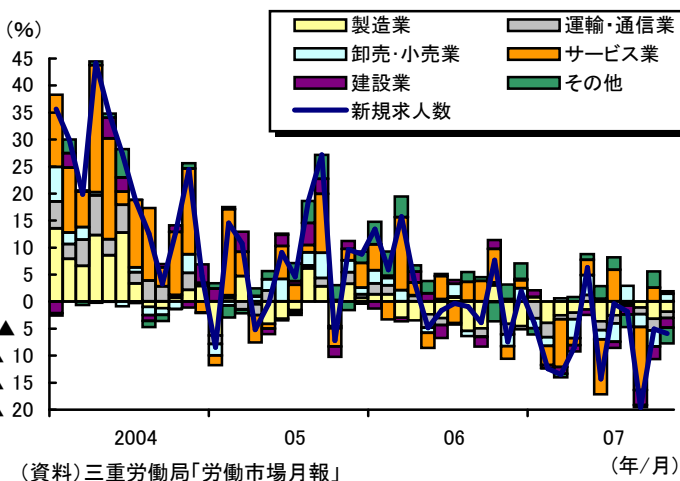 (%)
製造業
運輸・通信業
卸売・小売業
サービス業
建設業
その他
新規求人数
45
40
35
30
25
20
15
10
5
0
▲ 5
10
15
20
2004
05
06
07
(年/月)
(資料)三重労働局「労働市場月報」